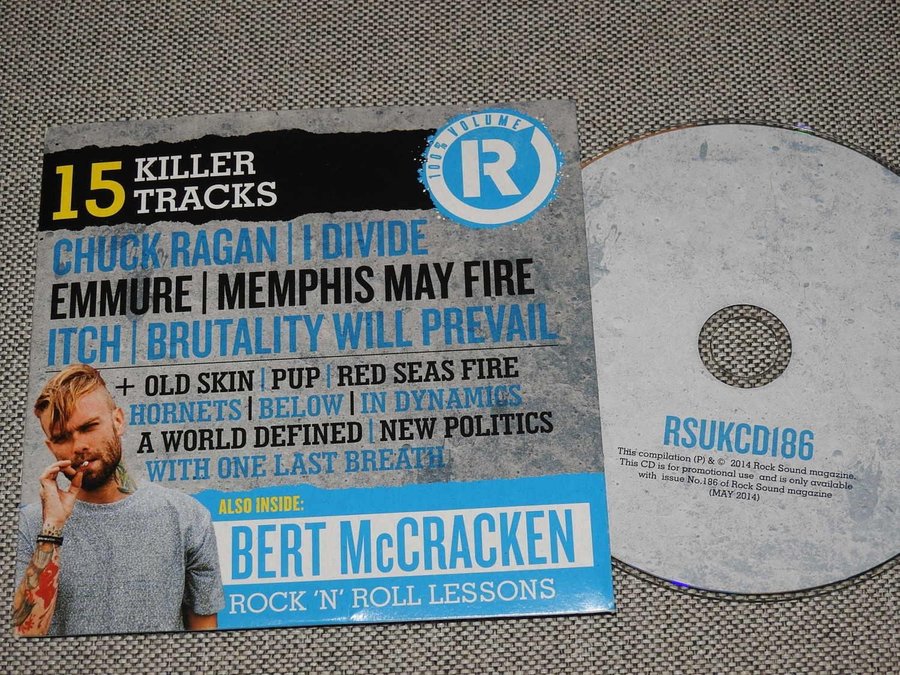 15 KILLER
TRACKS
100% VOLUME
R
CHUCK RAGAN | I DIVIDE
EMMURE | MEMPHIS MAY FIRE
ITCH | BRUTALITY WILL PREVAIL
+ OLD SKIN | PUP | RED SEAS FIRE
HORNETS | BELOW | IN DYNAMICS
A WORLD DEFINED | NEW POLITICS
WITH ONE LAST BREATH
ALSO INSIDE:
BERT McCRACKEN
ROCK 'N' ROLL LESSONS
RSUKCD186
This compilation (P) & © 2014 Rock Sound magazine.
This CD is for promotional use and is only available
with issue No.186 of Rock Sound magazine
(MAY 2014)